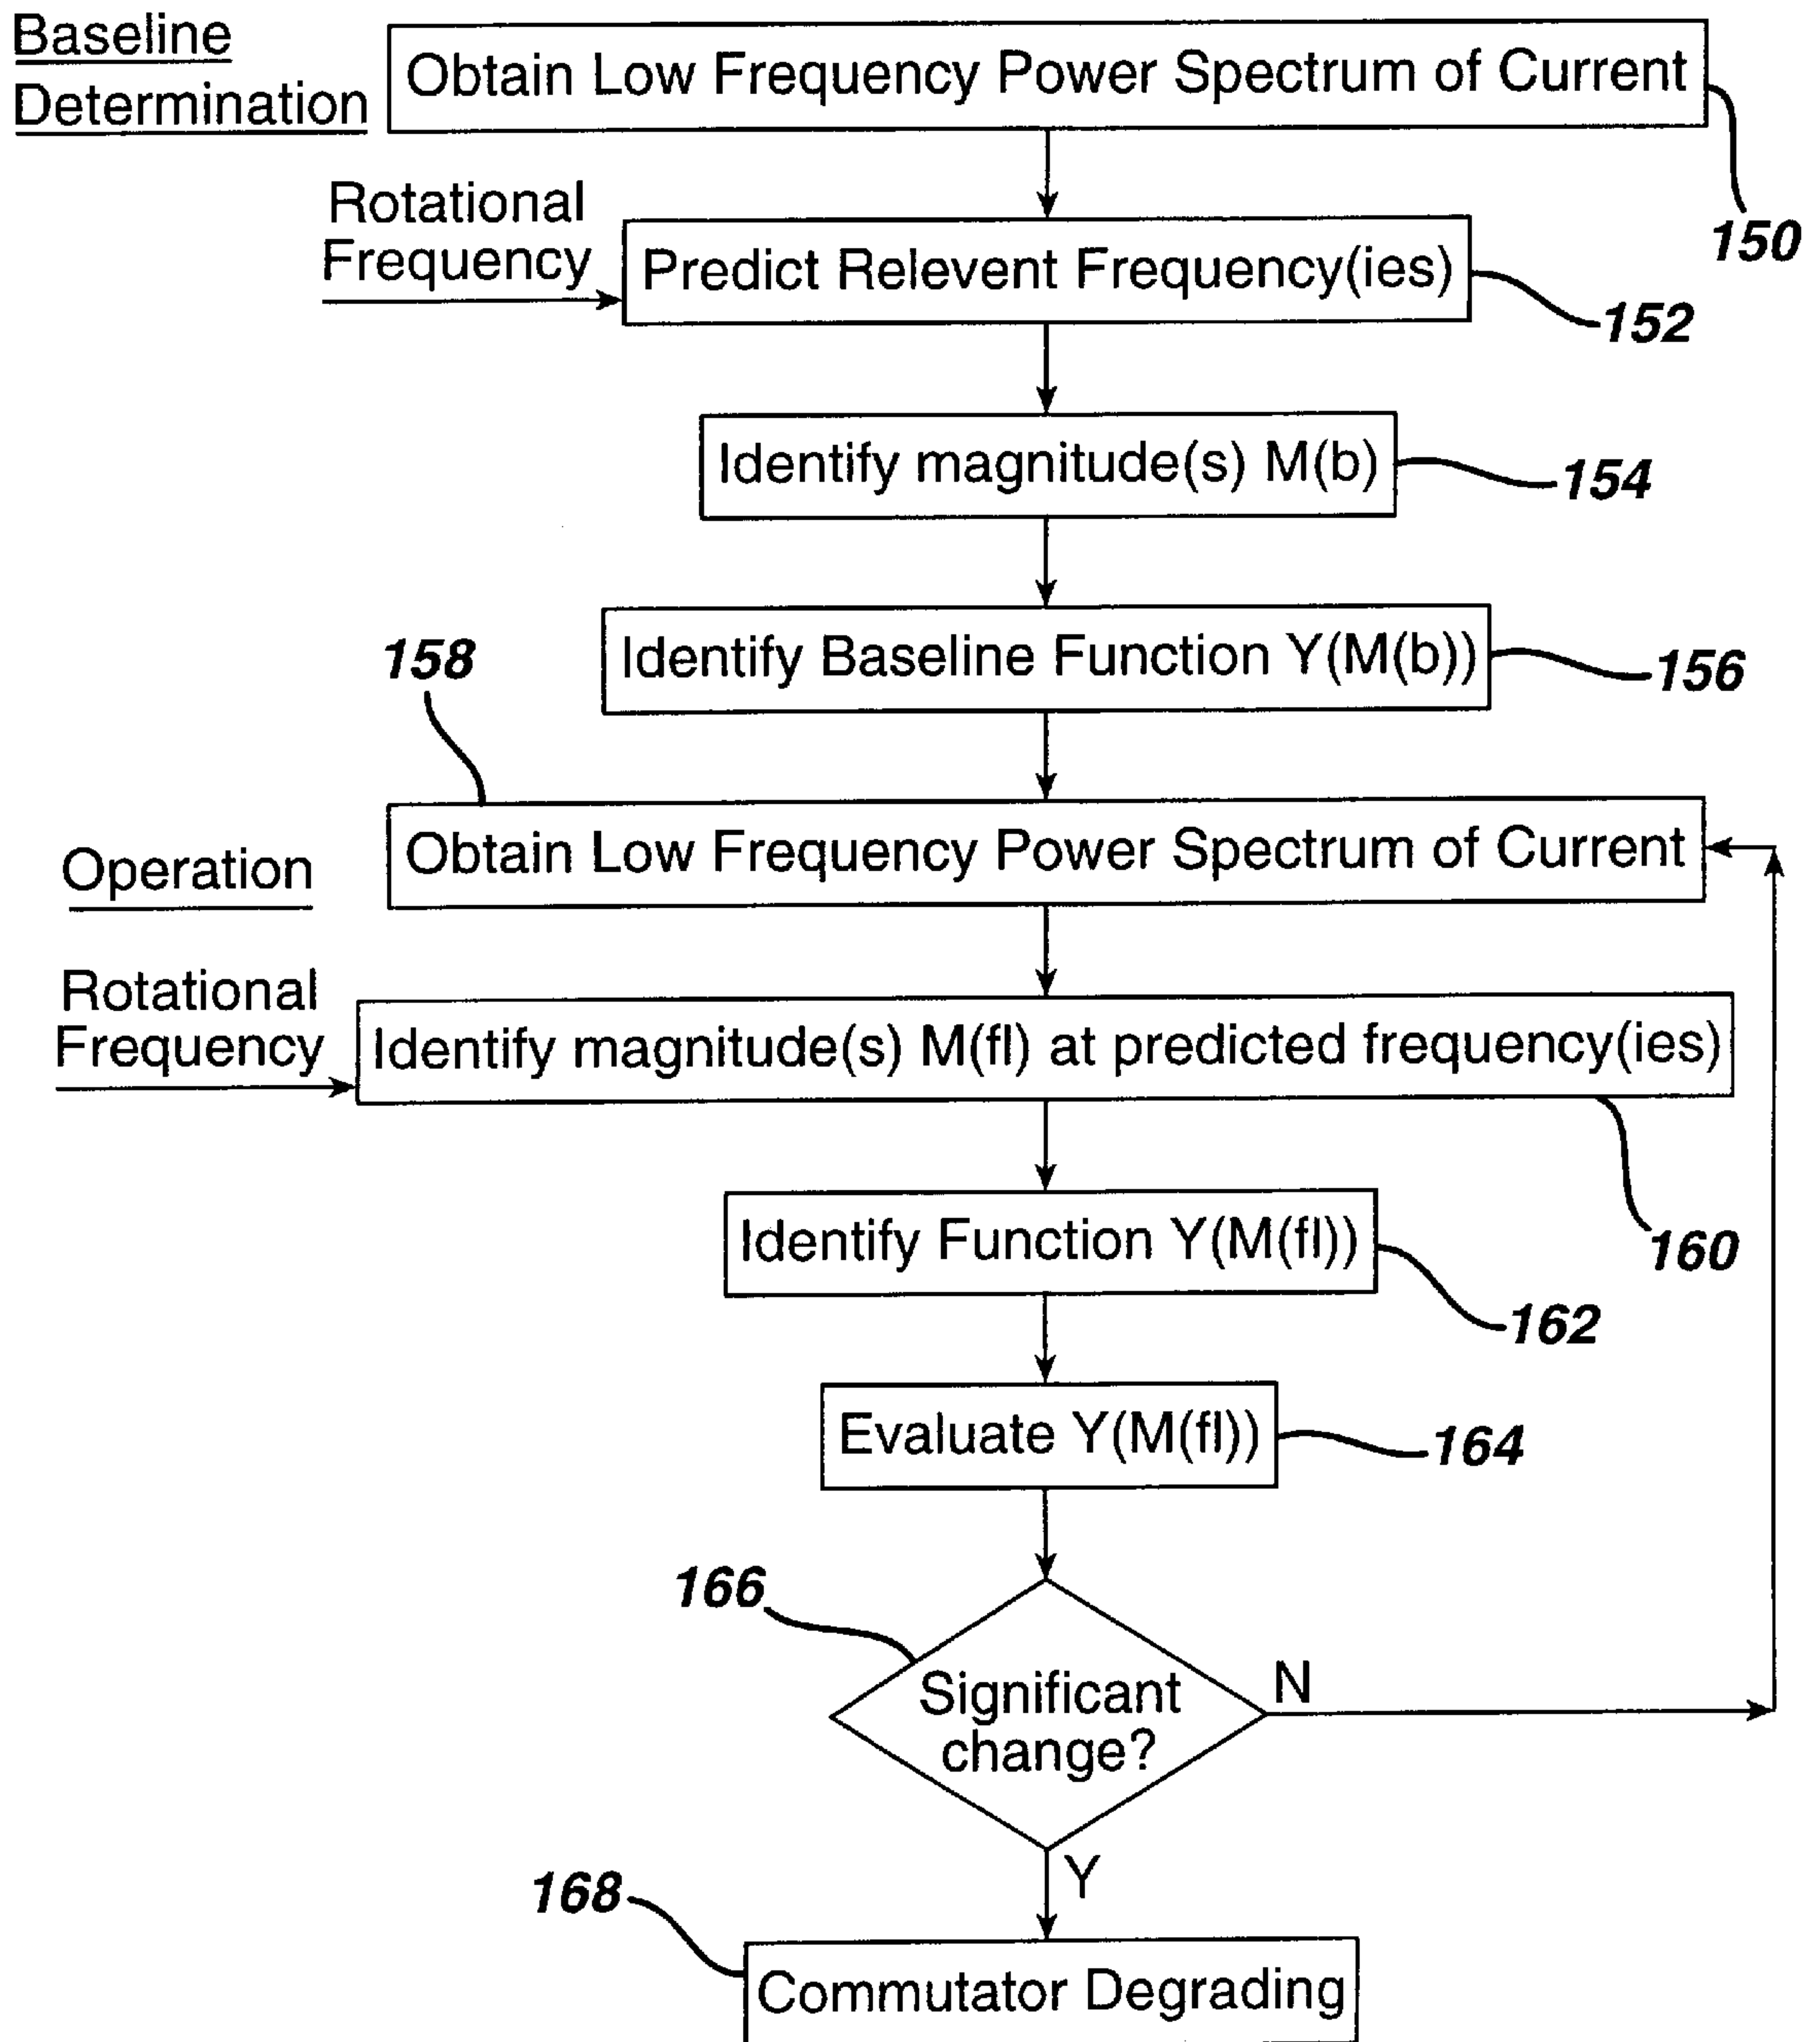 Baseline
Determination
Obtain Low Frequency Power Spectrum of Current
150
Rotational
Frequency
Predict Relevent Frequency(ies)
152
Identify magnitude(s) M(b)
154
Identify Baseline Function Y(M(b))
156
158
Obtain Low Frequency Power Spectrum of Current
Operation
Rotational
Frequency
Identify magnitude(s) M(fl) at predicted frequency(ies)
160
Identify Function Y(M(fl))
162
Evaluate Y(M(fl))
164
166
Significant
change?
N
Y
168
Commutator Degrading